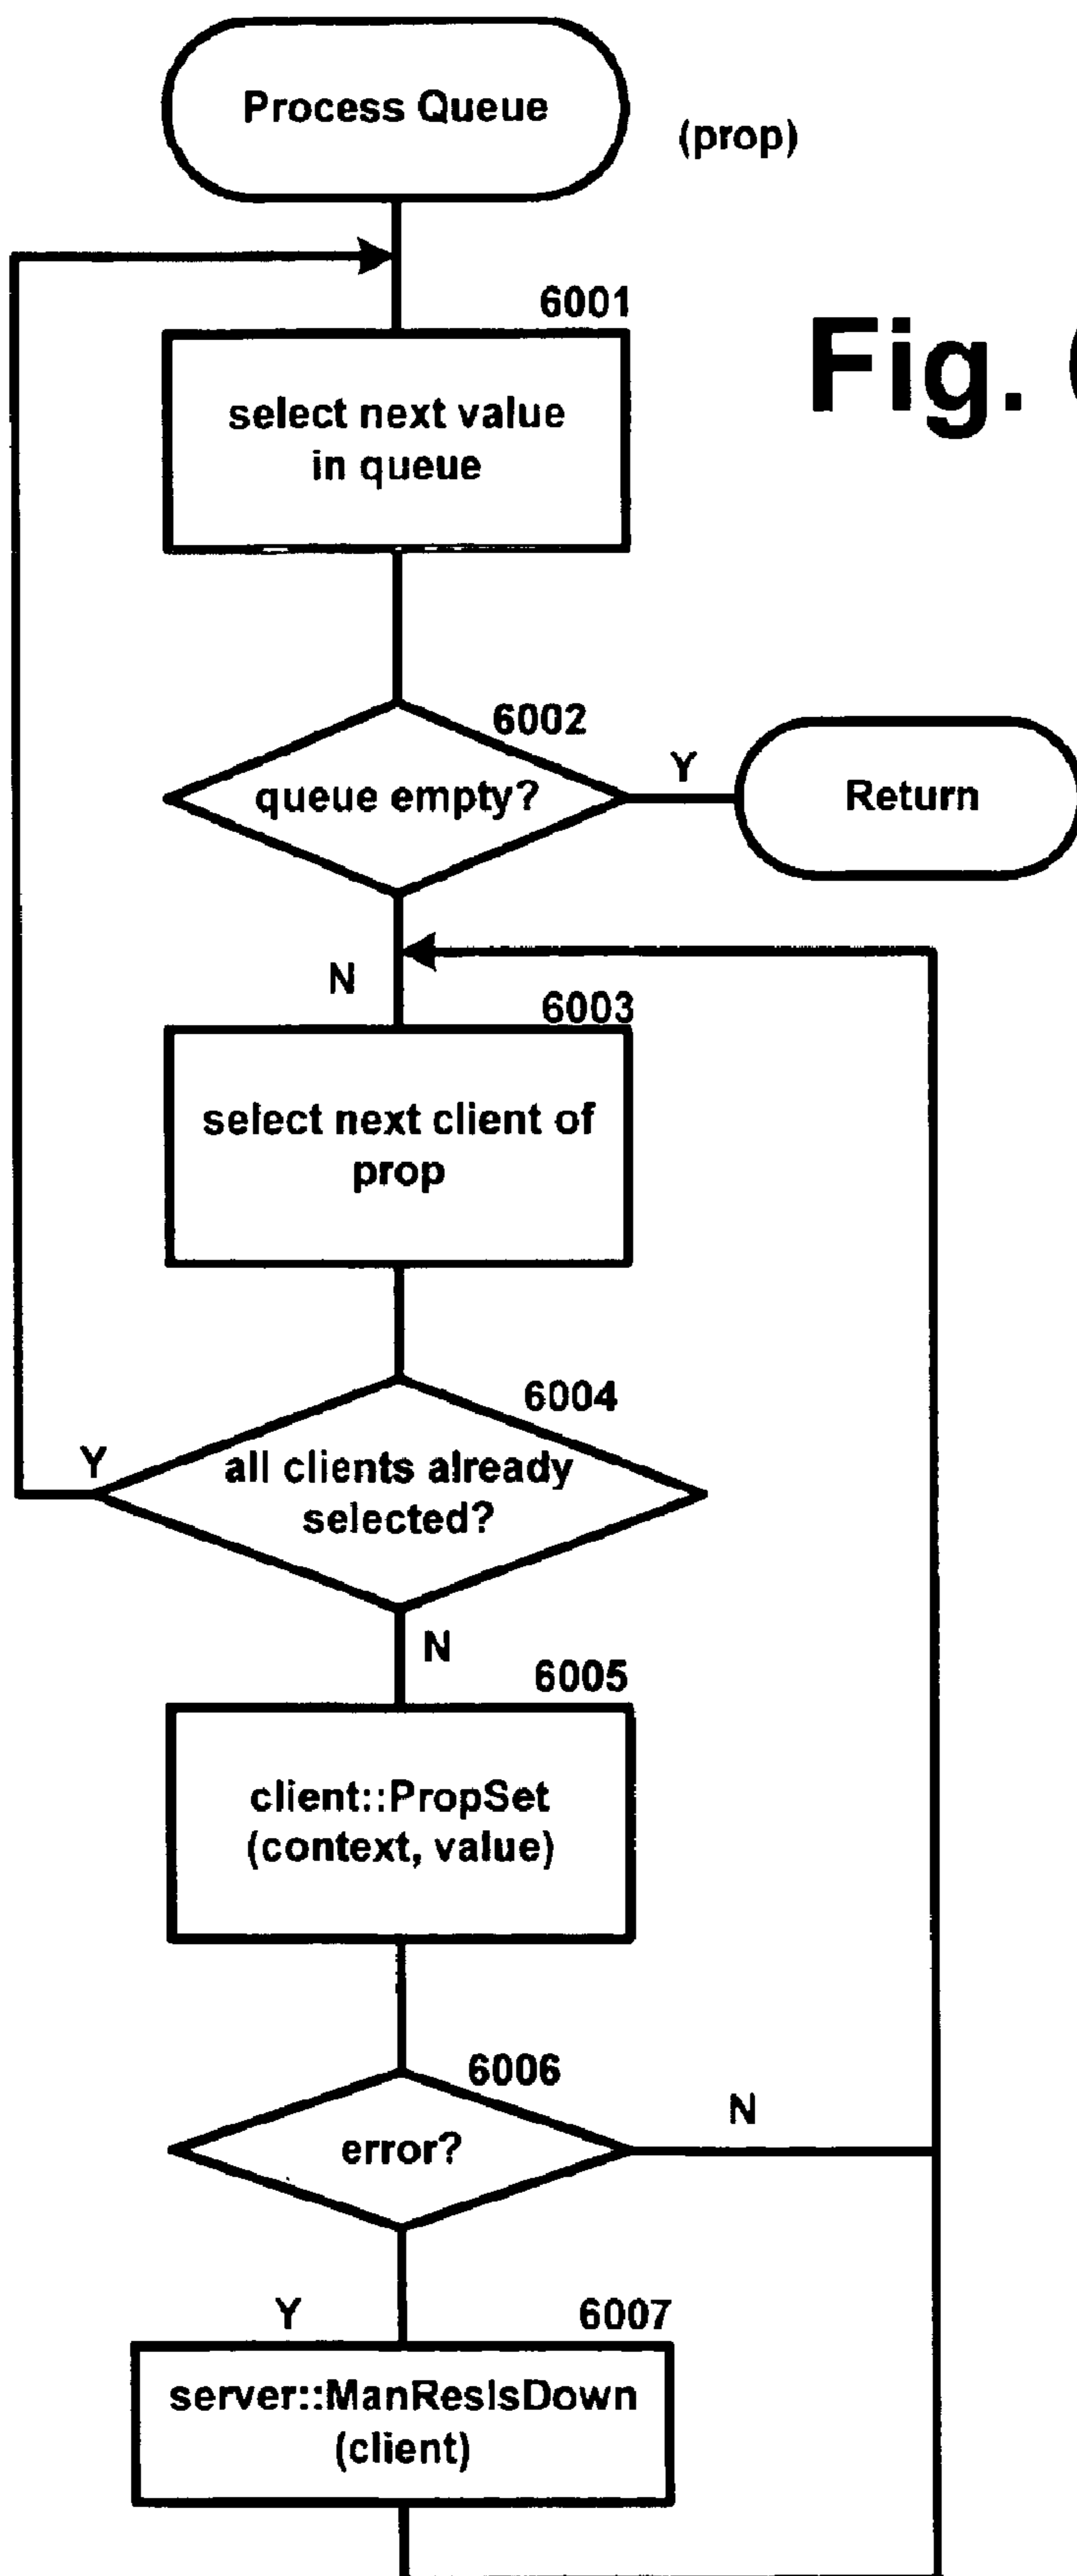 Process Queue
(prop)
6001
Fig.
select next value
in queue
6002
queue empty?
Y
Return
N
6003
select next client of
prop
6004
Y
all clients already
selected?
N
6005
client::PropSet
(context, value)
6006
error?
N
Y
6007
server::ManResIsDown
(client)